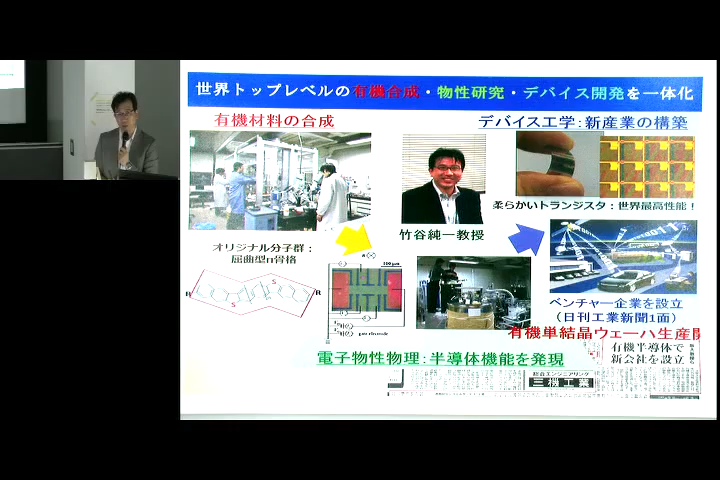 世界トップレベルの有機合成・物性研究・デバイス開発を一体化
有機材料の合成
デバイス工学：新産業の構築
柔らかいトランジスタ：世界最高性能！
竹谷純一教授
オリジナル分子群：
屈曲型π骨格
R
S
S
R
ベンチャー企業を設立
（日刊工業新聞1面）
有機単結晶ウェーハ生産開
電子物性物理：半導体機能を発現
有機半導体で
新会社を設立
三機工業